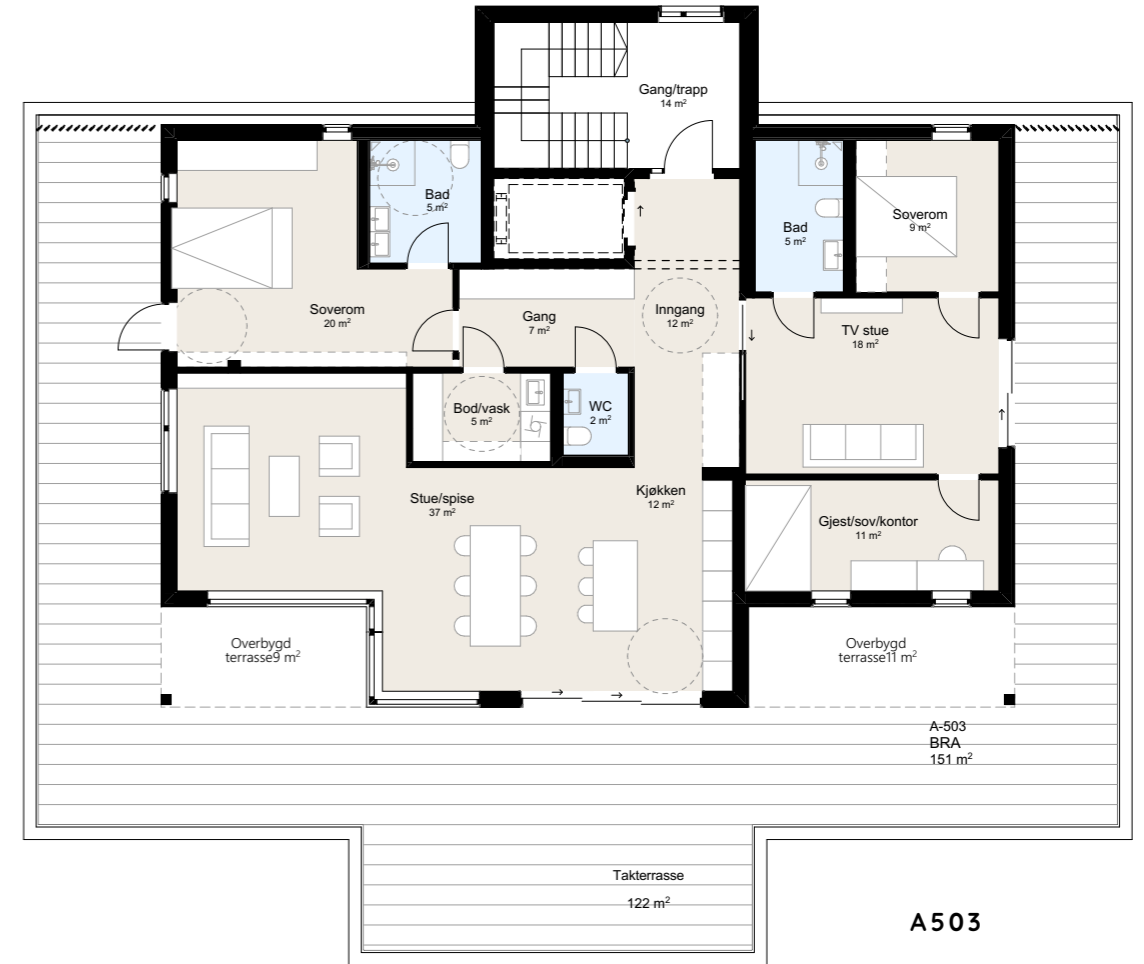 Gang/trapp
14 m²
Bad
5 m²
Bad
5 m²
Soverom
9 m²
Soverom
20 m²
Gang
7 m²
Inngang
12 m²
TV stue
18 m²
Bod/vask
5 m²
WC
2 m²
Stue/spise
37 m²
Kjøkken
12 m²
Gjest/sov/kontor
11 m²
Overbygd
terrasse9 m²
Overbygd
terrasse11 m²
A-503
BRA
151 m²
Takterrasse
122 m²
A503